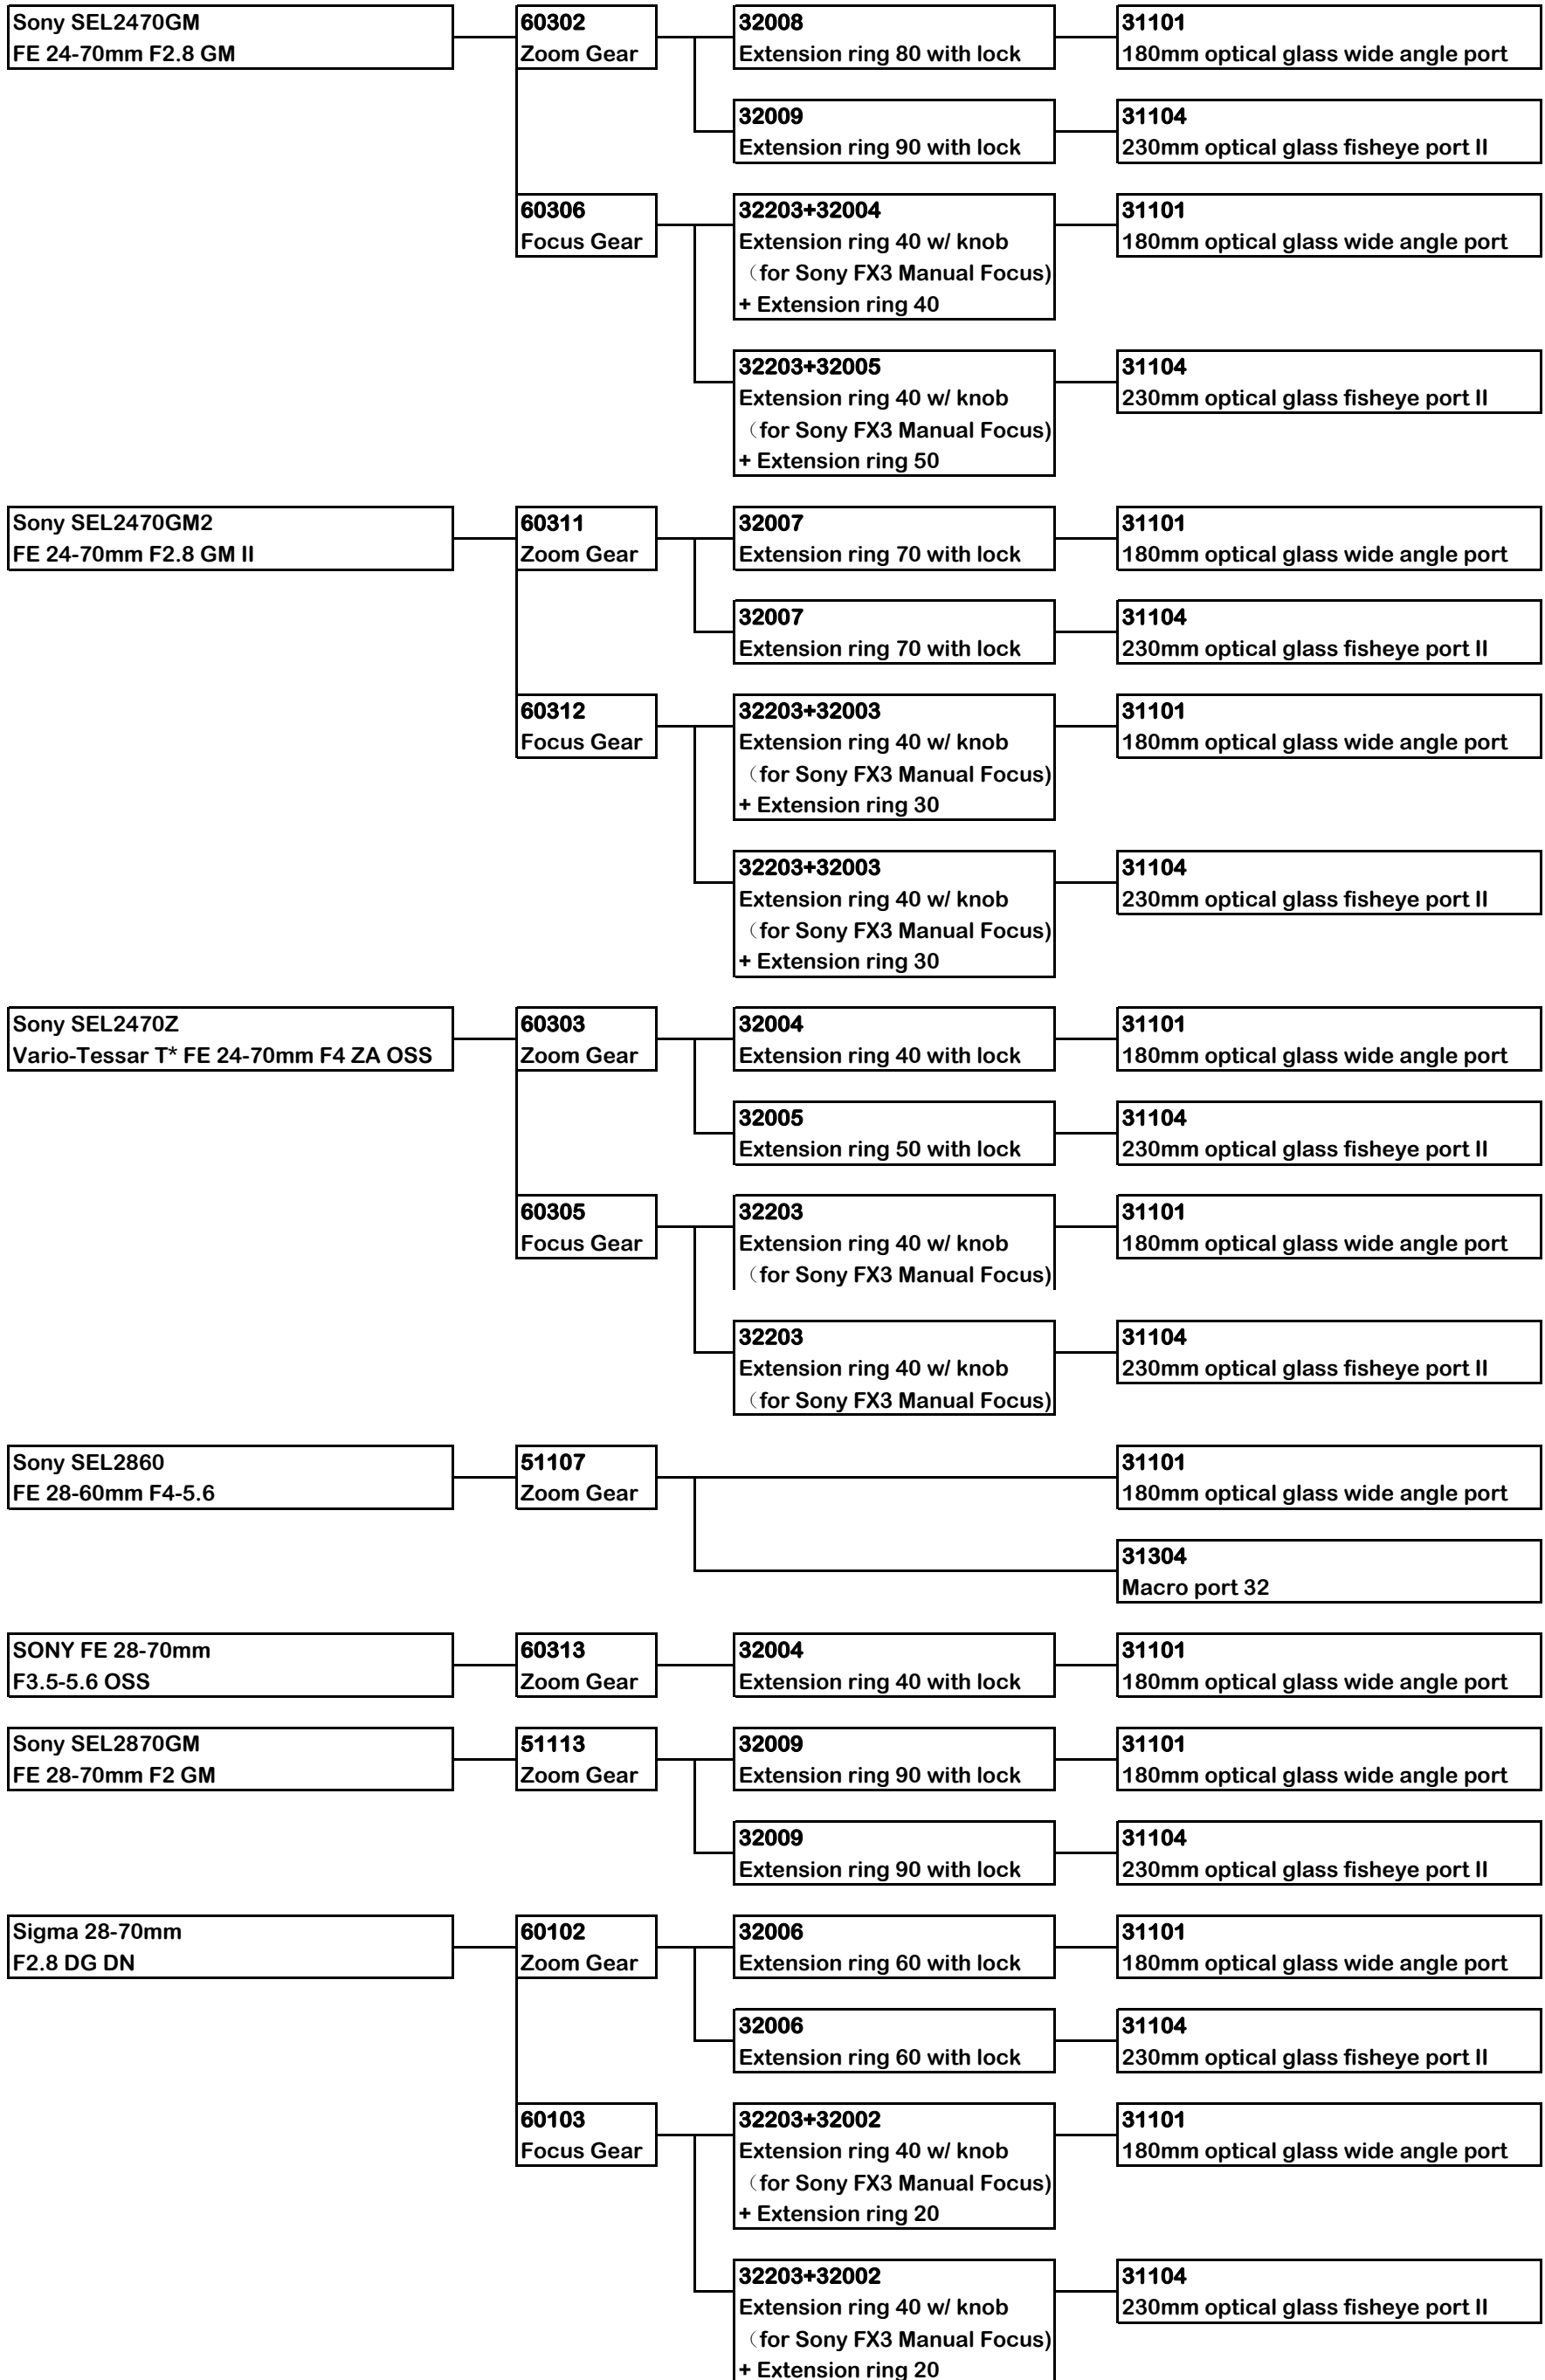 Sony SEL2470GM
FE 24-70mm F2.8 GM
60302
Zoom Gear
32008
Extension ring 80 with lock
31101
180mm optical glass wide angle port
32009
Extension ring 90 with lock
31104
230mm optical glass fisheye port II
60306
Focus Gear
32203+32004
Extension ring 40 w/ knob
（for Sony FX3 Manual Focus)
+ Extension ring 40
31101
180mm optical glass wide angle port
32203+32005
Extension ring 40 w/ knob
（for Sony FX3 Manual Focus)
+ Extension ring 50
31104
230mm optical glass fisheye port II
Sony SEL2470GM2
FE 24-70mm F2.8 GM II
60311
Zoom Gear
32007
Extension ring 70 with lock
31101
180mm optical glass wide angle port
32007
Extension ring 70 with lock
31104
230mm optical glass fisheye port II
60312
Focus Gear
32203+32003
Extension ring 40 w/ knob
（for Sony FX3 Manual Focus)
+ Extension ring 30
31101
180mm optical glass wide angle port
32203+32003
Extension ring 40 w/ knob
（for Sony FX3 Manual Focus)
+ Extension ring 30
31104
230mm optical glass fisheye port II
Sony SEL2470Z
Vario-Tessar T* FE 24-70mm F4 ZA OSS
60303
Zoom Gear
32004
Extension ring 40 with lock
31101
180mm optical glass wide angle port
32005
Extension ring 50 with lock
31104
230mm optical glass fisheye port II
60305
Focus Gear
32203
Extension ring 40 w/ knob
（for Sony FX3 Manual Focus)
31101
180mm optical glass wide angle port
32203
Extension ring 40 w/ knob
（for Sony FX3 Manual Focus)
31104
230mm optical glass fisheye port II
Sony SEL2860
FE 28-60mm F4-5.6
51107
Zoom Gear
31101
180mm optical glass wide angle port
31304
Macro port 32
SONY FE 28-70mm
F3.5-5.6 OSS
60313
Zoom Gear
32004
Extension ring 40 with lock
31101
180mm optical glass wide angle port
Sony SEL2870GM
FE 28-70mm F2 GM
51113
Zoom Gear
32009
Extension ring 90 with lock
31101
180mm optical glass wide angle port
32009
Extension ring 90 with lock
31104
230mm optical glass fisheye port II
Sigma 28-70mm
F2.8 DG DN
60102
Zoom Gear
32006
Extension ring 60 with lock
31101
180mm optical glass wide angle port
32006
Extension ring 60 with lock
31104
230mm optical glass fisheye port II
60103
Focus Gear
32203+32002
Extension ring 40 w/ knob
（for Sony FX3 Manual Focus)
+ Extension ring 20
31101
180mm optical glass wide angle port
32203+32002
Extension ring 40 w/ knob
（for Sony FX3 Manual Focus)
+ Extension ring 20
31104
230mm optical glass fisheye port II